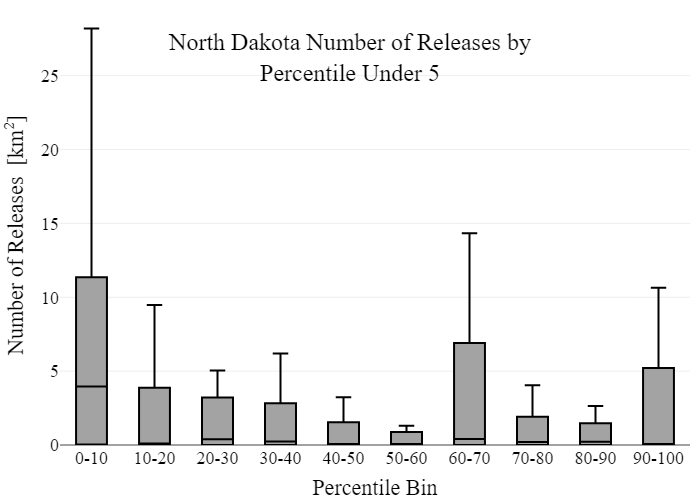 North Dakota Number of Releases by
Percentile Under 5
Number of Releases [km²]
25
20
15
10
5
0
0-10 10-20 20-30 30-40 40-50 50-60 60-70 70-80 80-90 90-100
Percentile Bin